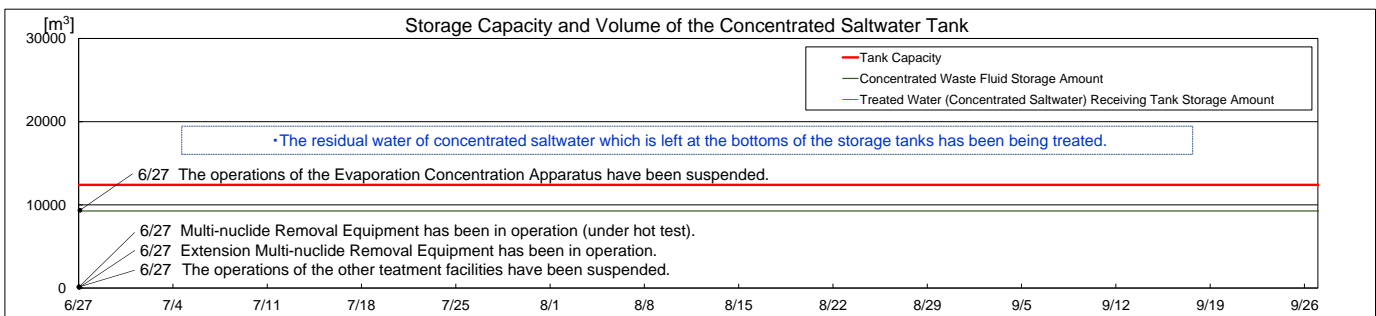 [m3]
Storage Capacity and Volume of the Concentrated Saltwater Tank
30000
Tank Capacity
Concentrated Waste Fluid Storage Amount
Treated Water (Concentrated Saltwater) Receiving Tank Storage Amount
20000
・The residual water of concentrated saltwater which is left at the bottoms of the storage tanks has been being treated.
6/27 The operations of the Evaporation Concentration Apparatus have been suspended.
10000
6/27 Multi-nuclide Removal Equipment has been in operation (under hot test).
6/27 Extension Multi-nuclide Removal Equipment has been in operation.
6/27 The operations of the other teatment facilities have been suspended.
0
6/27 7/4 7/11 7/18 7/25 8/1 8/8 8/15 8/22 8/29 9/5 9/12 9/19 9/26